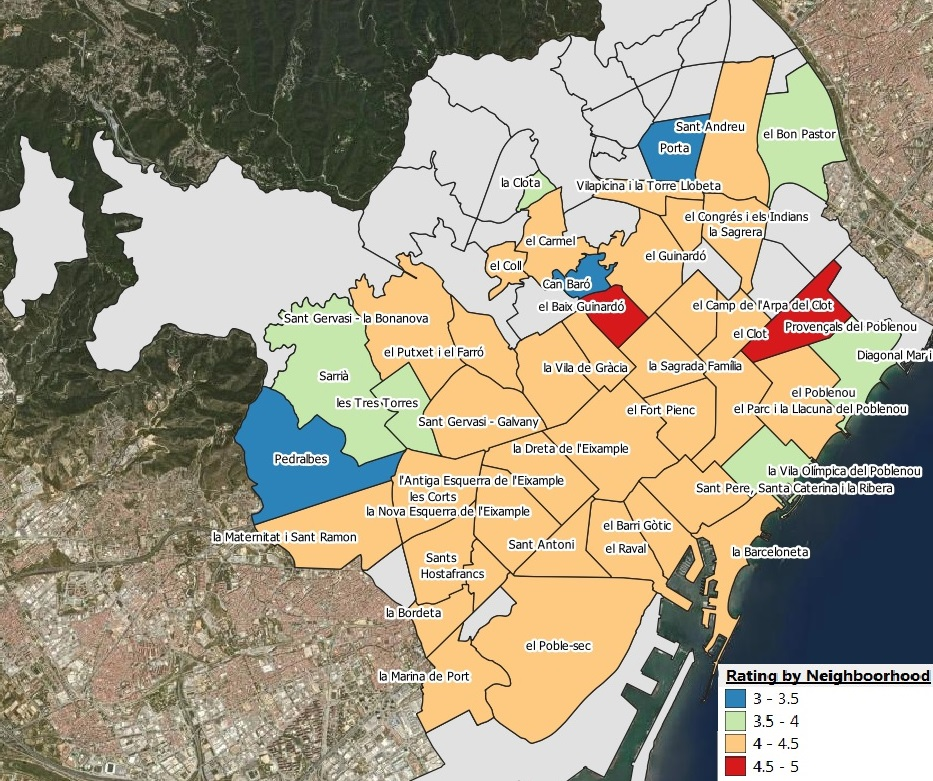 Sant Andreu
el Bon Pastor
Porta
la Clota
Vilapicina i la Torre Llobeta
el Congrés i els Indians
la Sagrera
el Carmel
el Guinardó
el Coll
Can Baró
el Baix Guinardó
el Camp de l'Arpa del Clot
Sant Gervasi - la Bonanova
Provençals del Poblenou
el Clot
el Putxet i el Farró
Diagonal Mar i
la Vila de Gràcia
la Sagrada Família
Sarrià
el Poblenou
les Tres Torres
el Fort Pienc
el Parc i la Llacuna del Poblenou
Sant Gervasi - Galvany
la Dreta de l'Eixample
Pedralbes
la Vila Olímpica del Poblenou
l'Antiga Esquerra de l'Eixample
Sant Pere, Santa Caterina i la Ribera
les Corts
la Nova Esquerra de l'Eixample
el Barri Gòtic
la Maternitat i Sant Ramon
Sant Antoni
el Raval
la Barceloneta
Sants
Hostafrancs
la Bordeta
el Poble-sec
la Marina de Port
Rating by Neighboorhood
3 - 3.5
3.5 - 4
4 - 4.5
4.5 - 5